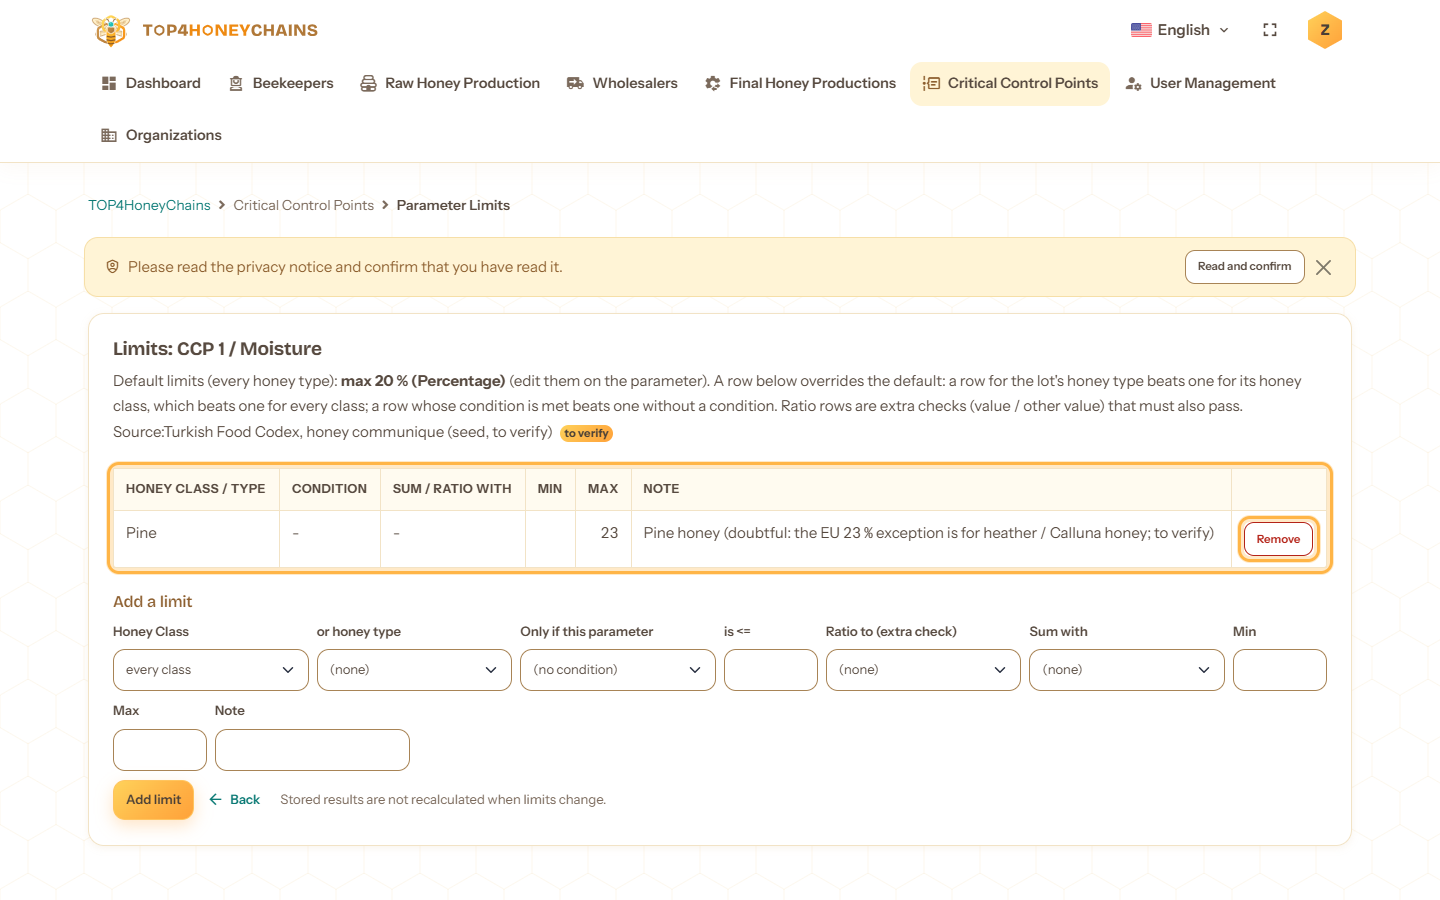 TOP4HONEYCHAINS
English
Z
Dashboard
Beekeepers
Raw Honey Production
Wholesalers
Final Honey Productions
Critical Control Points
User Management
Organizations
TOP4HoneyChains > Critical Control Points > Parameter Limits
Please read the privacy notice and confirm that you have read it.
Read and confirm
Limits: CCP 1 / Moisture
Default limits (every honey type): max 20 % (Percentage) (edit them on the parameter). A row below overrides the default: a row for the lot's honey type beats one for its honey
class, which beats one for every class; a row whose condition is met beats one without a condition. Ratio rows are extra checks (value / other value) that must also pass.
Source:Turkish Food Codex, honey communique (seed, to verify) to verify
HONEY CLASS / TYPE CONDITION SUM / RATIO WITH MIN MAX NOTE
Pine - - 23 Pine honey (doubtful: the EU 23 % exception is for heather / Calluna honey; to verify) Remove
Add a limit
Honey Class or honey type Only if this parameter is <= Ratio to (extra check) Sum with Min
every class (none) (no condition) (none) (none)
Max Note
Add limit Back Stored results are not recalculated when limits change.